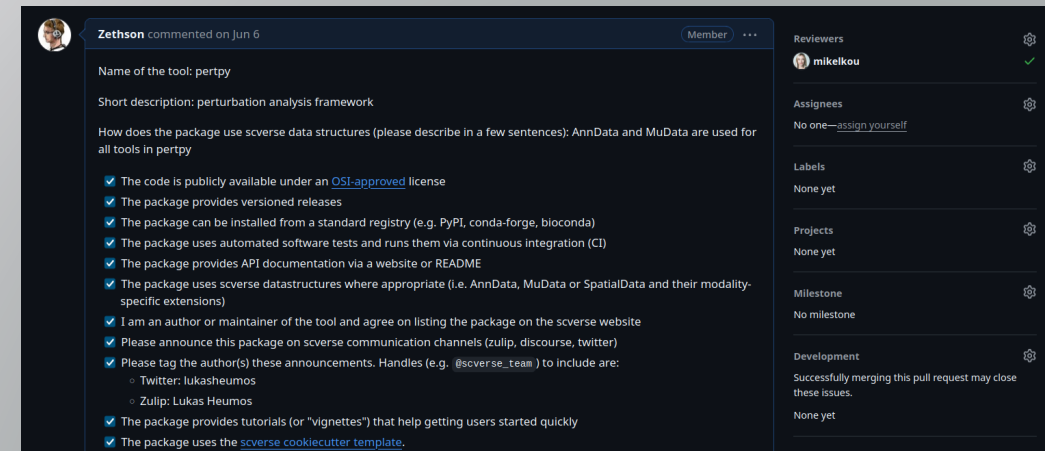 Zethson commented on Jun 6
Member
Name of the tool: pertpy
Short description: perturbation analysis framework
How does the package use scverse data structures (please describe in a few sentences): AnnData and MuData are used for
all tools in pertpy
The code is publicly available under an OSI-approved license
The package provides versioned releases
The package can be installed from a standard registry (e.g. PyPI, conda-forge, bioconda)
The package uses automated software tests and runs them via continuous integration (CI)
The package provides API documentation via a website or README
The package uses scverse datastructures where appropriate (i.e. AnnData, MuData or SpatialData and their modality-
specific extensions)
I am an author or maintainer of the tool and agree on listing the package on the scverse website
Please announce this package on scverse communication channels (zulip, discourse, twitter)
Please tag the author(s) these announcements. Handles (e.g. @scverse_team) to include are:
Twitter: lukasheumos
Zulip: Lukas Heumos
The package provides tutorials (or "vignettes") that help getting users started quickly
The package uses the scverse cookiecutter template.
Reviewers
mikelkou
Assignees
No one—assign yourself
Labels
None yet
Projects
None yet
Milestone
No milestone
Development
Successfully merging this pull request may close
these issues.
None yet